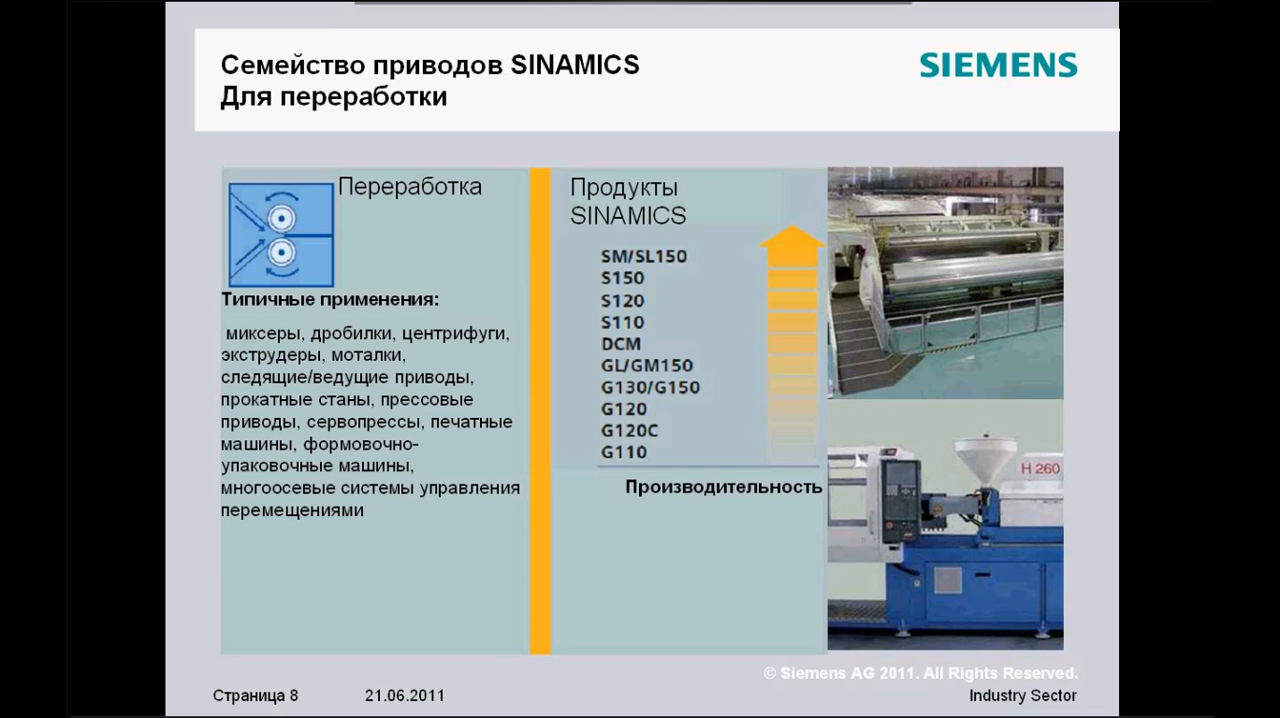 Семейство приводов SINAMICS
Для переработки
SIEMENS
Переработка
Типичные применения:
миксеры, дробилки, центрифуги,
экструдеры, моталки,
следящие/ведущие приводы,
прокатные станы, прессовые
приводы, сервопрессы, печатные
машины, формовочно-
упаковочные машины,
многоосевые системы управления
перемещениями
Продукты
SINAMICS
SM/SL150
S150
S120
S110
DCM
GL/GM150
G130/G150
G120
G120C
G110
Производительность
H 260
© Siemens AG 2011. All Rights Reserved.
Страница 8
21.06.2011
Industry Sector